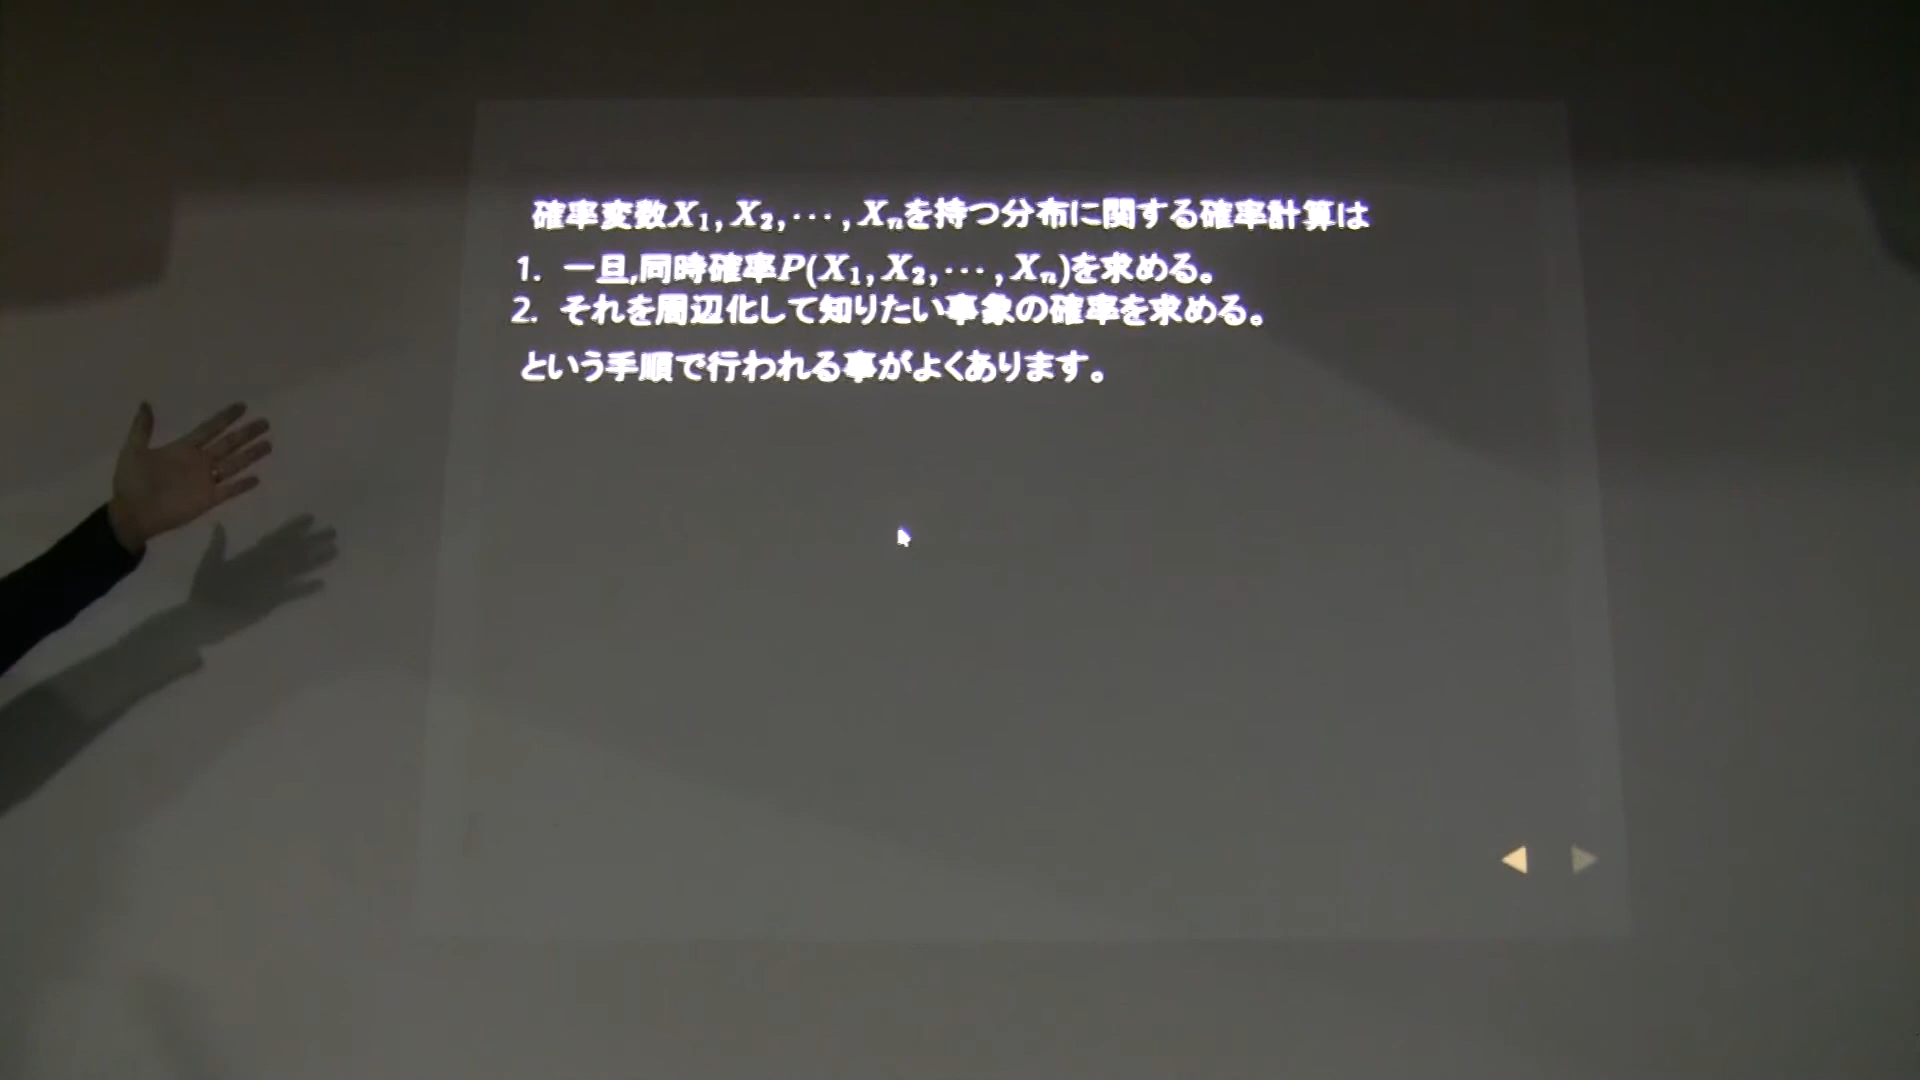 確率変数X₁, X₂, ⋯ , Xₙを持つ分布に関する確率計算は
1. 一旦,同時確率P(X₁, X₂, ⋯ , Xₙ)を求める。
2. それを周辺化して知りたい事象の確率を求める。
という手順で行われる事がよくあります。